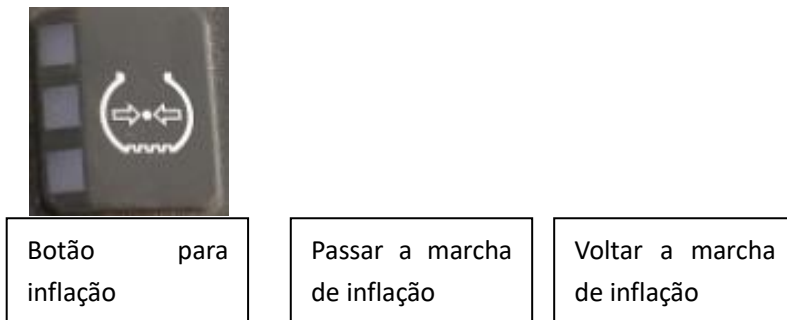 Botão para
inflação
Passar a marcha
de inflação
Voltar a marcha
de inflação